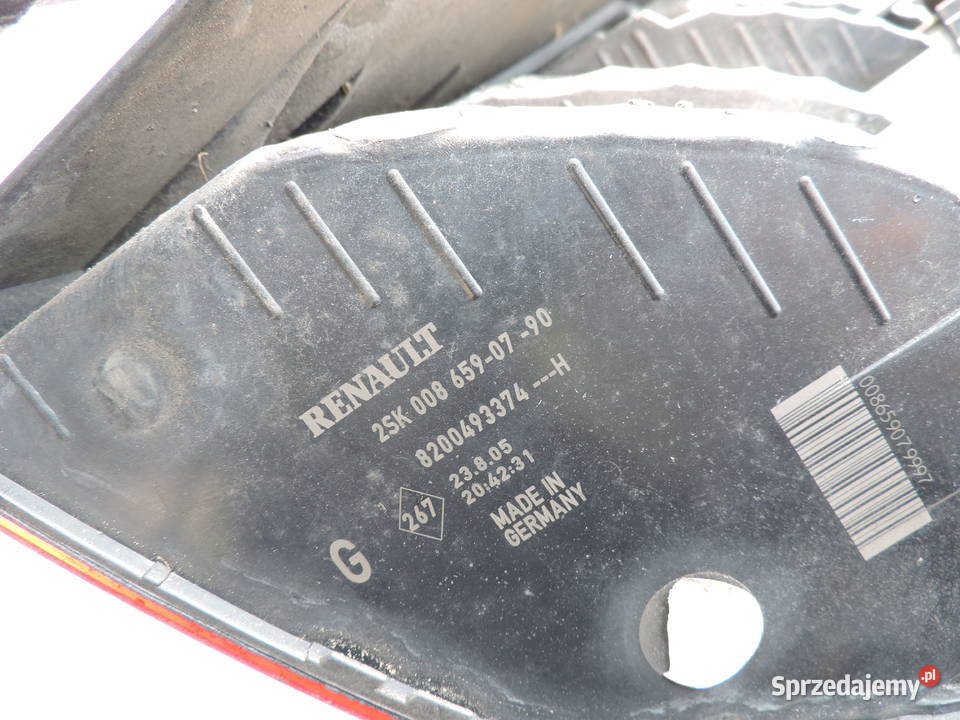 RENAULT
2SK 008 659-07 -90
8200493374 ---H
23.8.05
20:42:31
267
MADE IN
GERMANY
G
008659079997
Sprzedajemy.pl